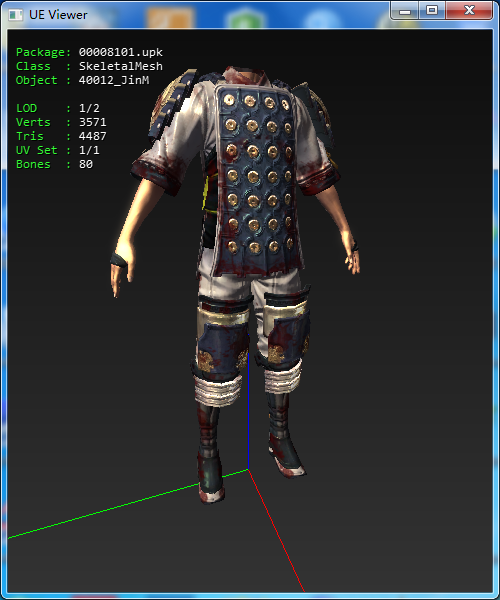 UE Viewer
Package: 00008101.upk
Class : SkeletalMesh
Object : 40012_JinM
LOD : 1/2
Verts : 3571
Tris : 4487
UV Set : 1/1
Bones : 80